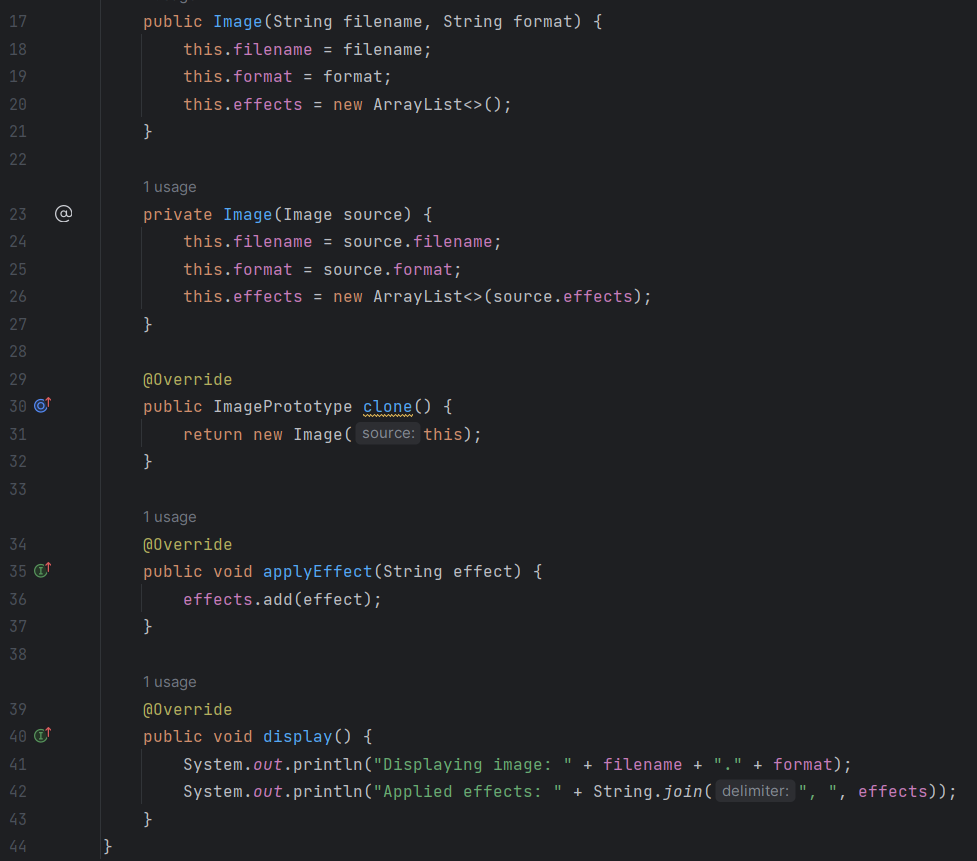 17 public Image(String filename, String format) {
18 this.filename = filename;
19 this.format = format;
20 this.effects = new ArrayList<>();
21 }
22
1 usage
23 @ private Image(Image source) {
24 this.filename = source.filename;
25 this.format = source.format;
26 this.effects = new ArrayList<>(source.effects);
27 }
28
29 @Override
30 public ImagePrototype clone() {
31 return new Image( source: this);
32 }
33
1 usage
34 @Override
35 public void applyEffect(String effect) {
36 effects.add(effect);
37 }
38
1 usage
39 @Override
40 public void display() {
41 System.out.println("Displaying image: " + filename + "." + format);
42 System.out.println("Applied effects: " + String.join( delimiter: ", ", effects));
43 }
44 }